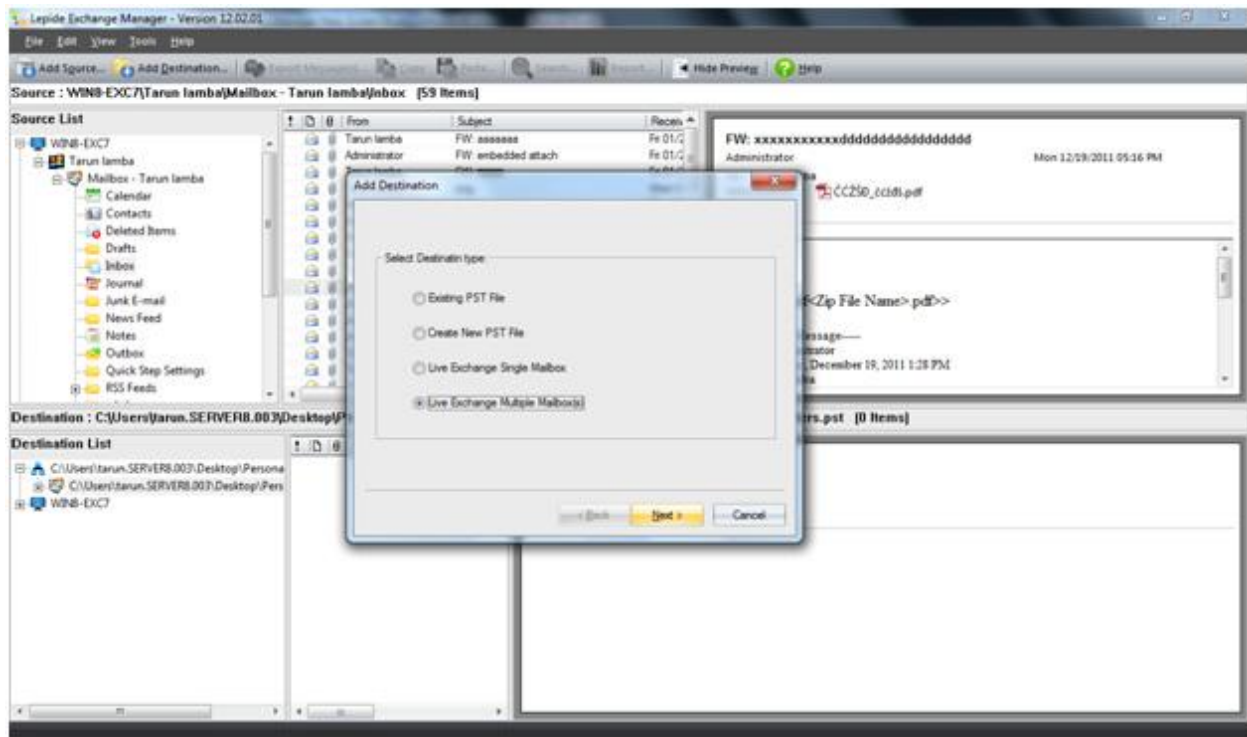 Lepide Exchange Manager - Version 12.02.01
File Edit View Tools Help
Add Source... Add Destination... Hide Preview Help
Source : WIN8-EXC7\Tarun lamba\Mailbox - Tarun lamba\Inbox [59 Items]
Source List
WIN8-EXC7
Tarun lamba
Mailbox - Tarun lamba
Calendar
Contacts
Deleted Items
Drafts
Inbox
Journal
Junk E-mail
News Feed
Notes
Outbox
Quick Step Settings
RSS Feeds
! From Subject
Tarun lamba FW: aaaaaaa
Administrator FW: embedded attach
FW: xxxxxxxxxxxddddddddddddddddd
Administrator Mon 12/19/2011 05:16 PM
CC250_ccidi.pdf
<Zip File Name>.pdf>>
December 19, 2011 1:28 PM
Add Destination
Select Destinatin type
Existing PST File
Create New PST File
Live Exchange Single Mailbox
Live Exchange Multiple Mailbox(s)
< Back Next > Cancel
Destination : C:\Users\tarun.SERVER8.003\Desktop\ .pst [0 Items]
Destination List
C:\Users\tarun.SERVER8.003\Desktop\Persona
C:\Users\tarun.SERVER8.003\Desktop\Pers
WIN8-EXC7